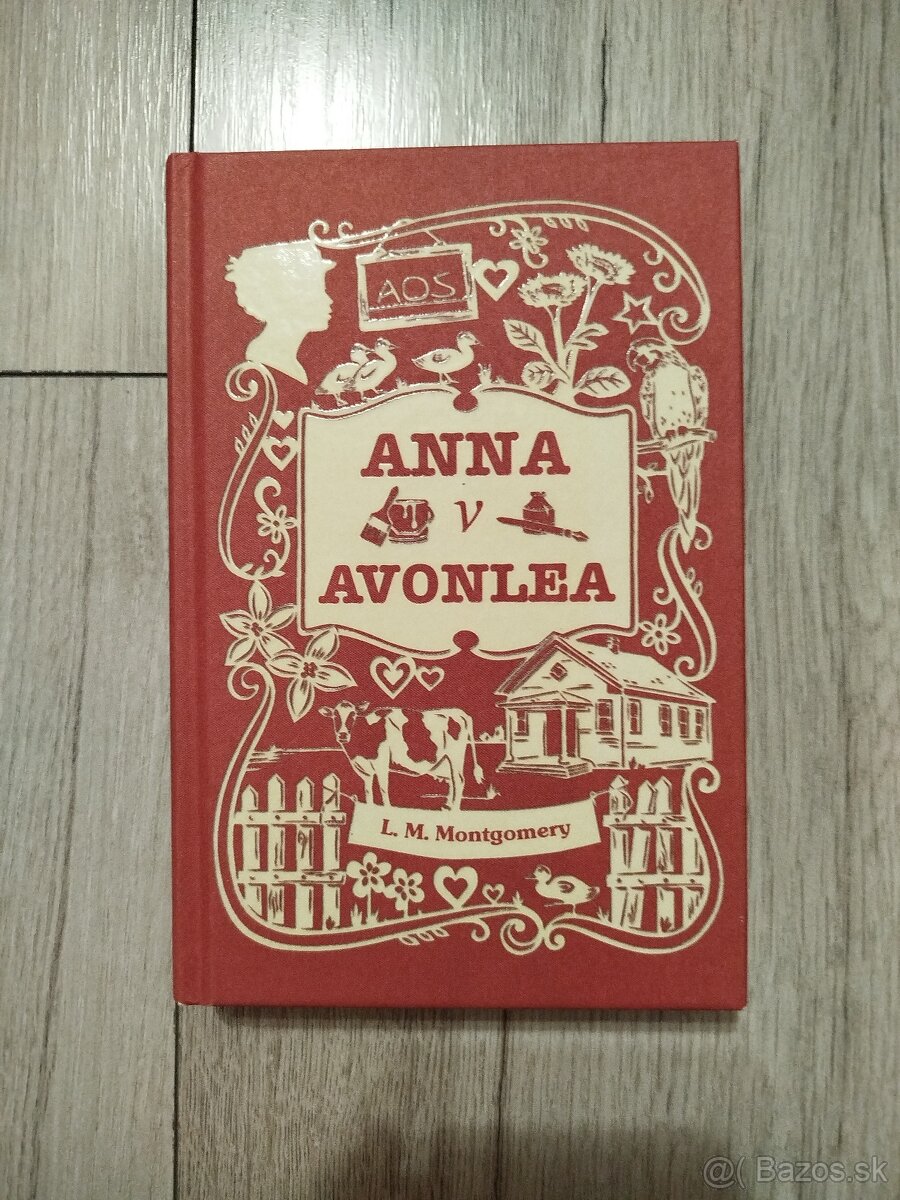 AOS
ANNA
v
AVONLEA
L. M. Montgomery
@( Bazos.sk